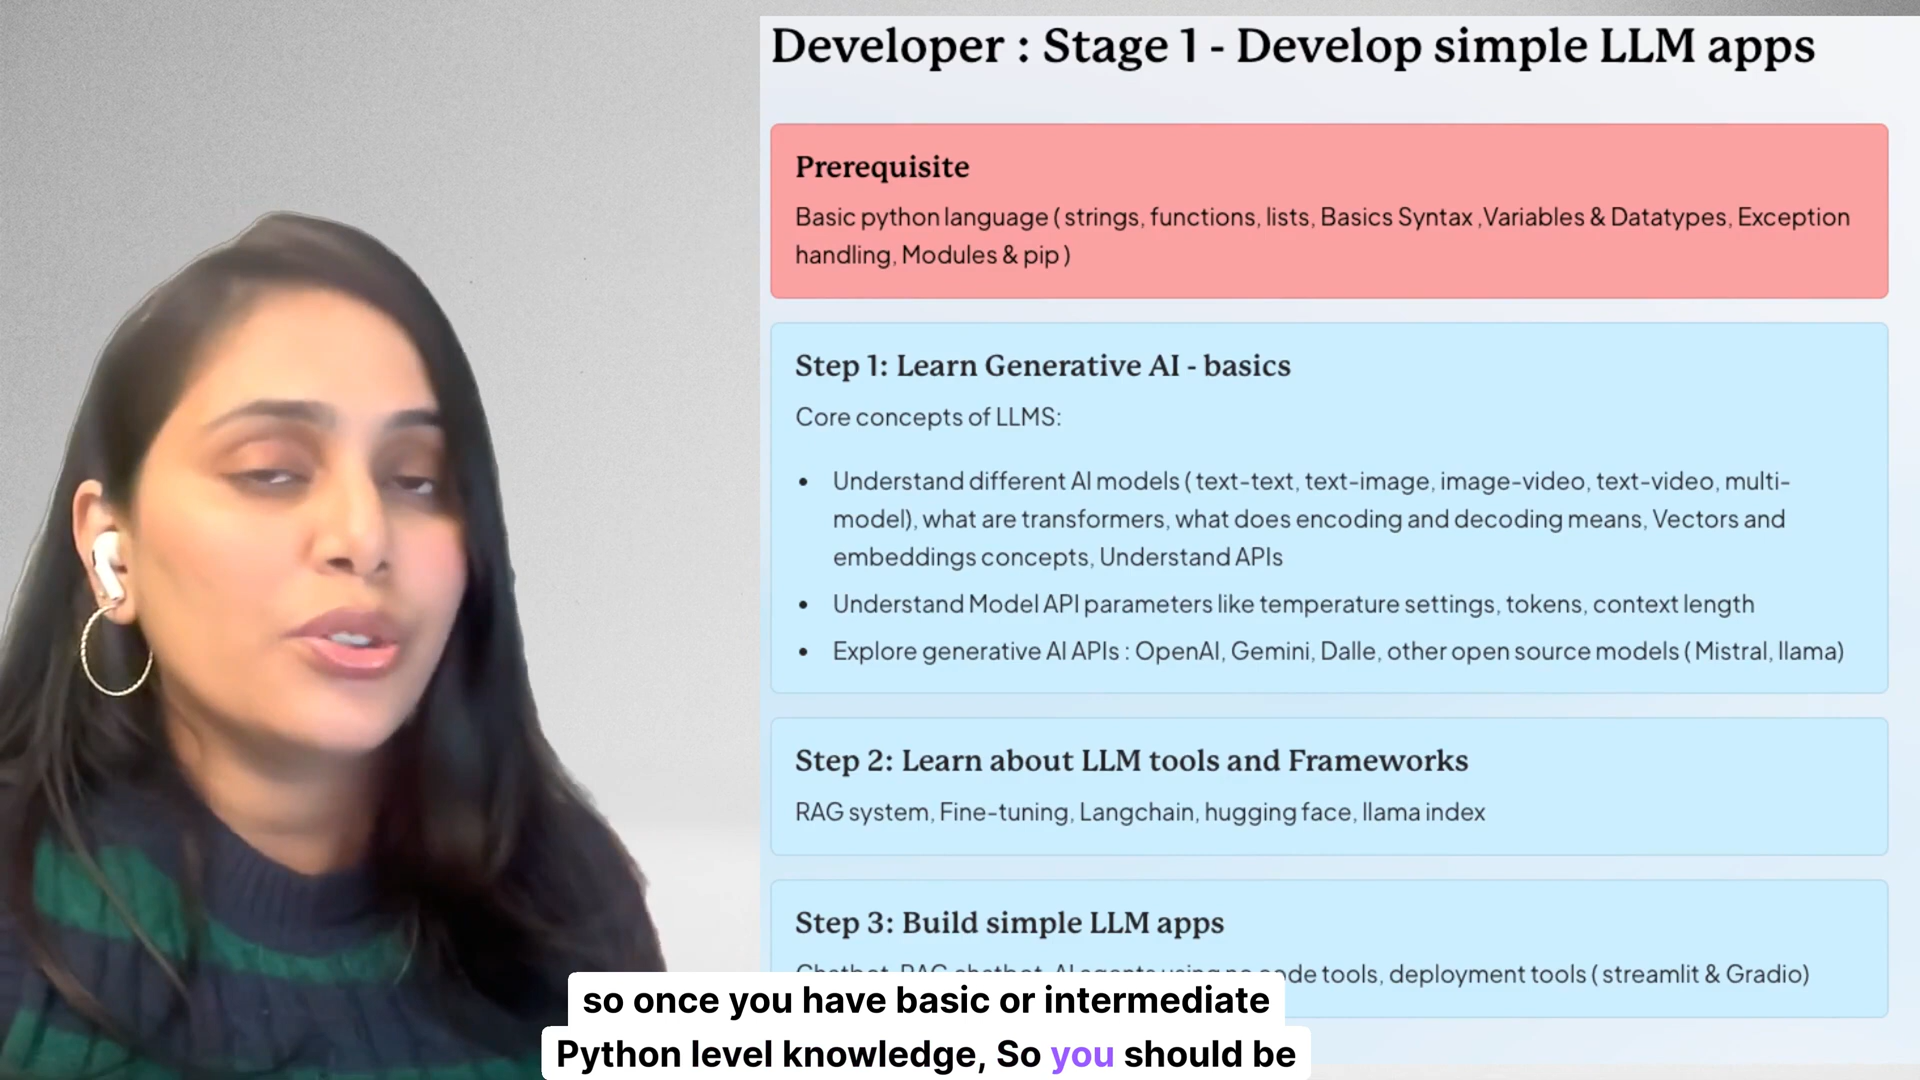 Developer : Stage 1 - Develop simple LLM apps
Prerequisite
Basic python language ( strings, functions, lists, Basics Syntax ,Variables & Datatypes, Exception
handling, Modules & pip )
Step 1: Learn Generative AI - basics
Core concepts of LLMS:
• Understand different AI models ( text-text, text-image, image-video, text-video, multi-
model), what are transformers, what does encoding and decoding means, Vectors and
embeddings concepts, Understand APIs
• Understand Model API parameters like temperature settings, tokens, context length
• Explore generative AI APIs : OpenAI, Gemini, Dalle, other open source models ( Mistral, llama)
Step 2: Learn about LLM tools and Frameworks
RAG system, Fine-tuning, Langchain, hugging face, llama index
Step 3: Build simple LLM apps
tools, deployment tools ( streamlit & Gradio)
so once you have basic or intermediate
Python level knowledge, So you should be